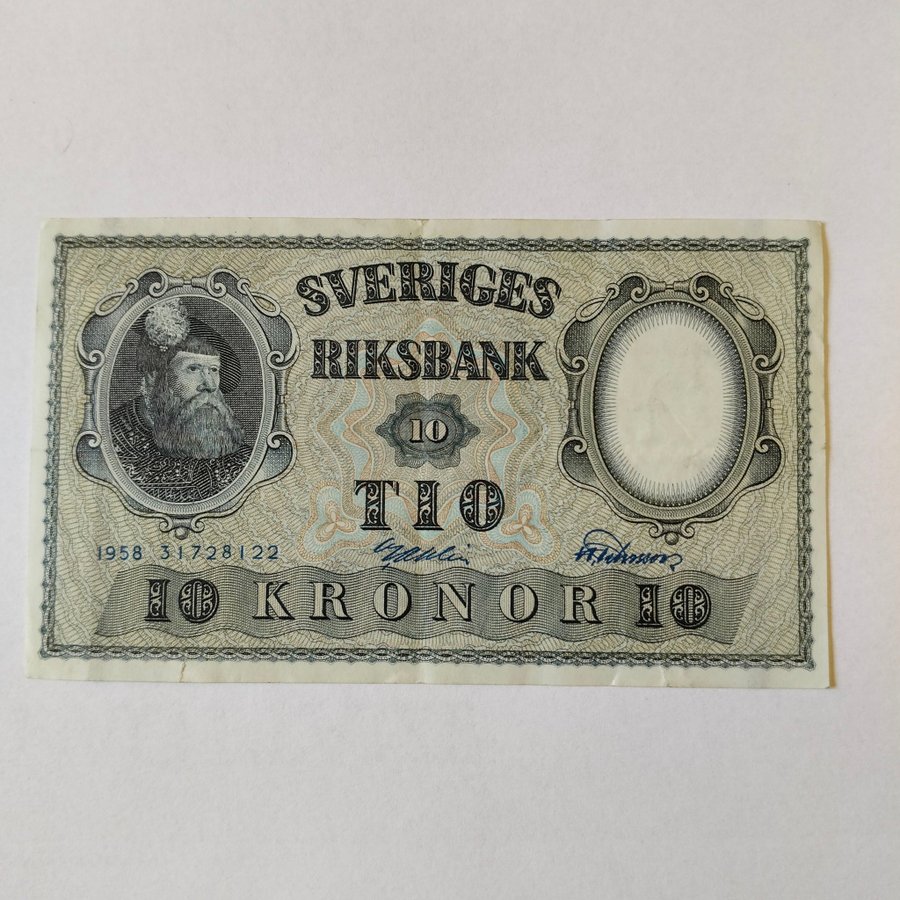 SVERIGES
RIKSBANK
10
TIO
1958 31728122
10 KRONOR 10